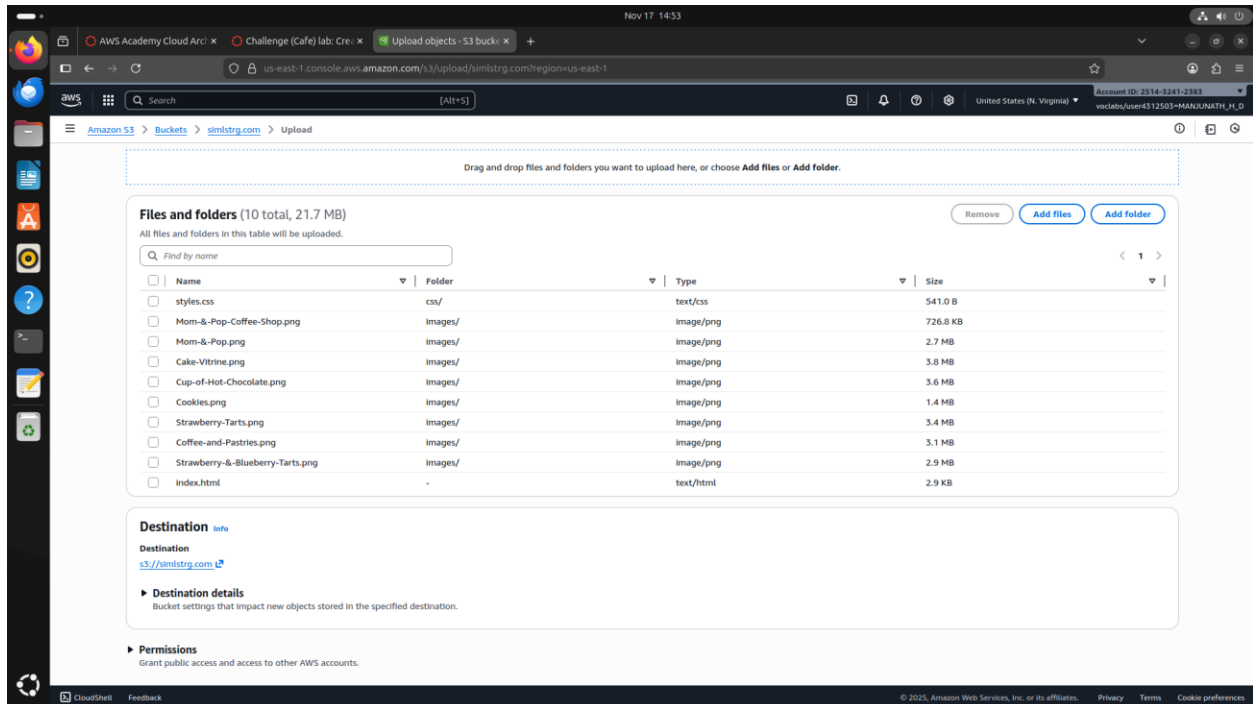 Nov 17 14:53
AWS Academy Cloud Arcl × Challenge (Cafe) lab: Cre × Upload objects - S3 bucke × +
us-east-1.console.aws.amazon.com/s3/upload/simlstrg.com?region=us-east-1
aws Search [Alt+S] United States (N. Virginia) ▼ Account ID: 2514-3241-2383 ▼
voclabs/user4312503=MANJUNATH_H_D
Amazon S3 > Buckets > simlstrg.com > Upload
Drag and drop files and folders you want to upload here, or choose Add files or Add folder.
Files and folders (10 total, 21.7 MB) Remove Add files Add folder
All files and folders in this table will be uploaded.
Find by name < 1 >
Name Folder Type Size
styles.css css/ text/css 541.0 B
Mom-&-Pop-Coffee-Shop.png images/ image/png 726.8 KB
Mom-&-Pop.png images/ image/png 2.7 MB
Cake-Vitrine.png images/ image/png 3.8 MB
Cup-of-Hot-Chocolate.png images/ image/png 3.6 MB
Cookies.png images/ image/png 1.4 MB
Strawberry-Tarts.png images/ image/png 3.4 MB
Coffee-and-Pastries.png images/ image/png 3.1 MB
Strawberry-&-Blueberry-Tarts.png images/ image/png 2.9 MB
index.html - text/html 2.9 KB
Destination Info
Destination
s3://simlstrg.com
▶ Destination details
Bucket settings that impact new objects stored in the specified destination.
▶ Permissions
Grant public access and access to other AWS accounts.
CloudShell Feedback © 2025, Amazon Web Services, Inc. or its affiliates. Privacy Terms Cookie preferences